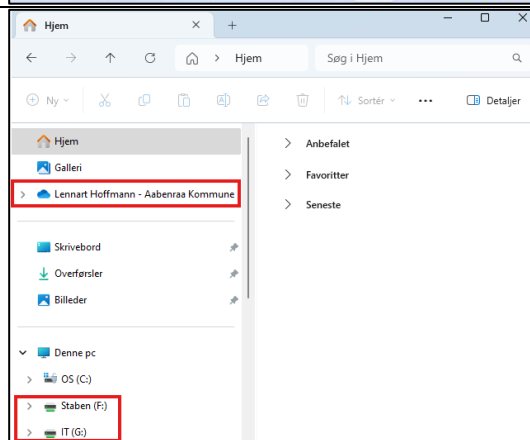 Hjem
Hjem
Søg i Hjem
Ny
Sortér
Detaljer
Hjem
Galleri
Lennart Hoffmann - Aabenraa Kommune
Skrivebord
Overførsler
Billeder
Denne pc
OS (C:)
Staben (F:)
IT (G:)
Anbefalet
Favoritter
Seneste